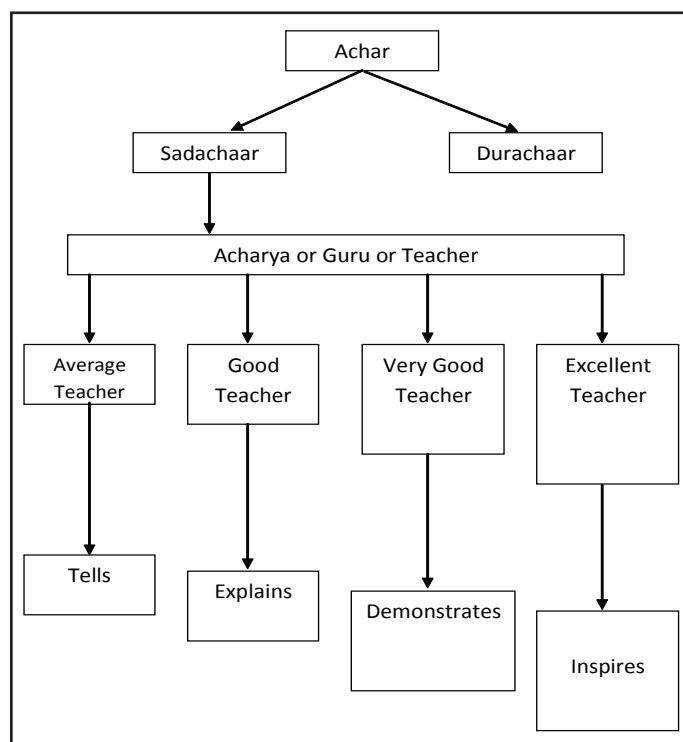 Achar
Sadachaar
Durachaar
Acharya or Guru or Teacher
Average
Teacher
Good
Teacher
Very Good
Teacher
Excellent
Teacher
Tells
Explains
Demonstrates
Inspires